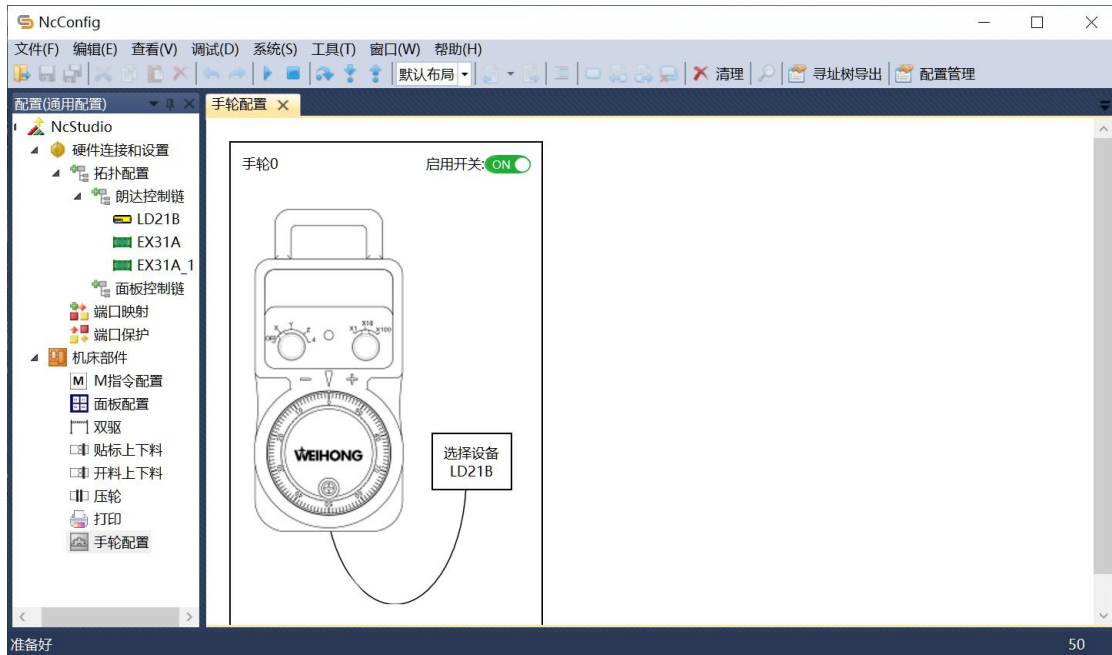 NcConfig
文件(F) 编辑(E) 查看(V) 调试(D) 系统(S) 工具(T) 窗口(W) 帮助(H)
默认布局 清理 寻址树导出 配置管理
配置(通用配置)
NcStudio
硬件连接和设置
拓扑配置
朗达控制链
LD21B
EX31A
EX31A_1
面板控制链
端口映射
端口保护
机床部件
M M指令配置
面板配置
双驱
贴标上下料
开料上下料
压轮
打印
手轮配置
手轮配置
手轮0 启用开关: ON
OFF X Y Z 4 X1 X10 X100
WEIHONG
选择设备
LD21B
准备好 50